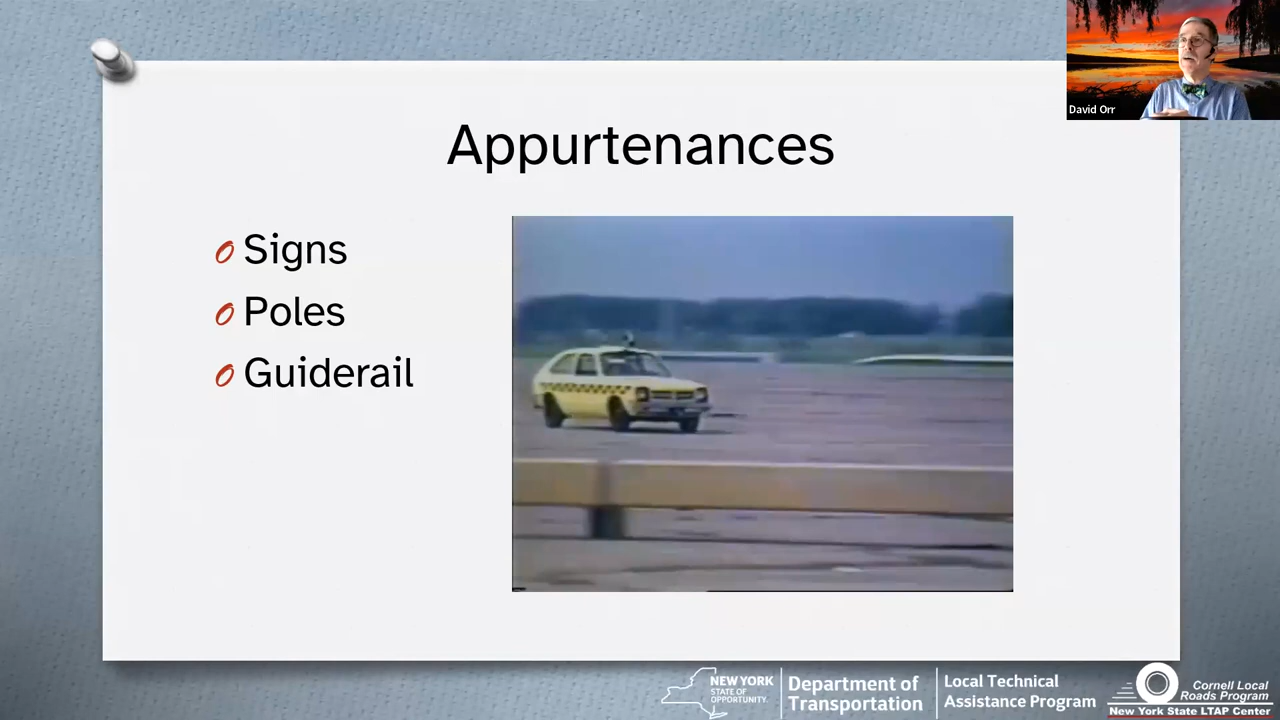 David Orr
Appurtenances
Signs
Poles
Guiderail
NEW YORK
STATE OF
OPPORTUNITY.
Department of
Transportation
Local Technical
Assistance Program
Cornell Local
Roads Program
New York State LTAP Center